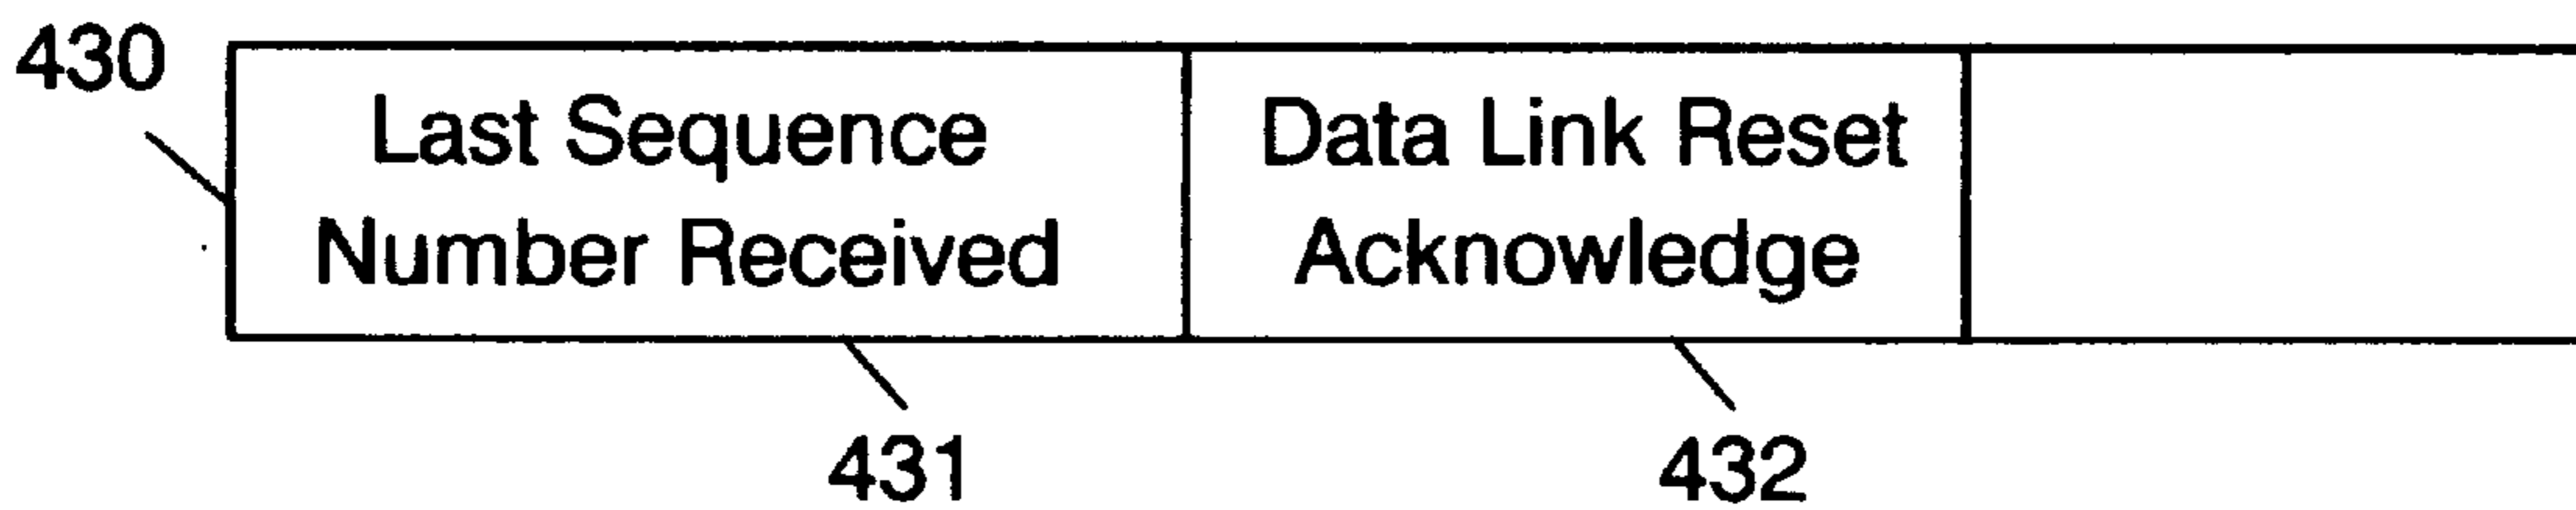 430
Last Sequence
Number Received
Data Link Reset
Acknowledge
431
432